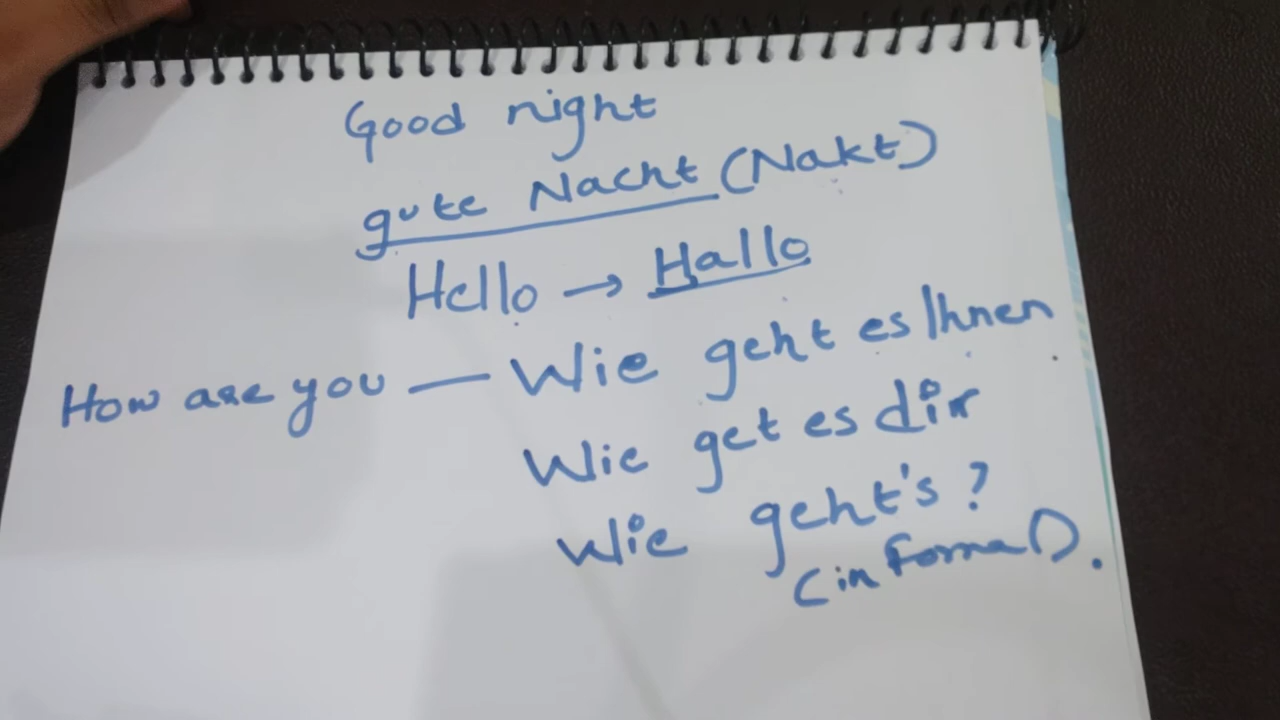 Good night
gute Nacht (Nakt)
Hello → Hallo
How are you — Wie geht es Ihnen
Wie get es dir
Wie geht's ?
(informal).